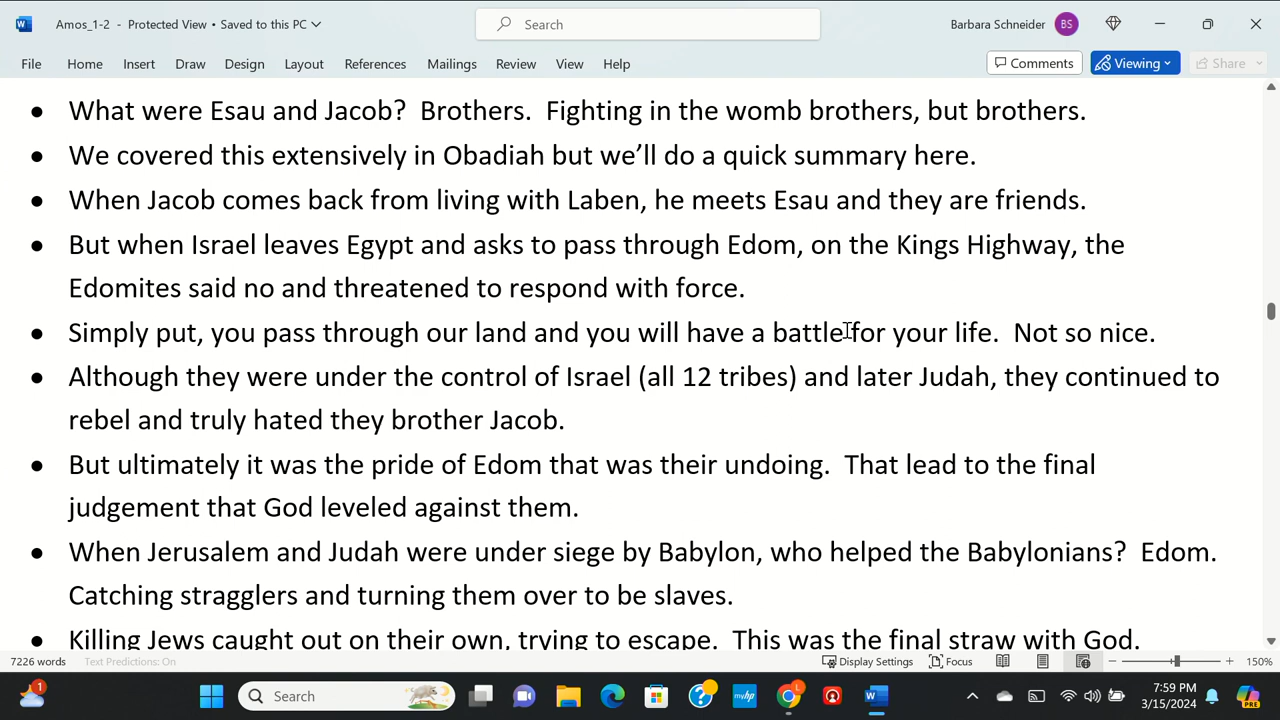 Amos_1-2 - Protected View • Saved to this PC
Search
Barbara Schneider BS
File Home Insert Draw Design Layout References Mailings Review View Help Comments Viewing Share
• What were Esau and Jacob?  Brothers.  Fighting in the womb brothers, but brothers.
• We covered this extensively in Obadiah but we’ll do a quick summary here.
• When Jacob comes back from living with Laben, he meets Esau and they are friends.
• But when Israel leaves Egypt and asks to pass through Edom, on the Kings Highway, the
Edomites said no and threatened to respond with force.
• Simply put, you pass through our land and you will have a battle for your life.  Not so nice.
• Although they were under the control of Israel (all 12 tribes) and later Judah, they continued to
rebel and truly hated they brother Jacob.
• But ultimately it was the pride of Edom that was their undoing.  That lead to the final
judgement that God leveled against them.
• When Jerusalem and Judah were under siege by Babylon, who helped the Babylonians?  Edom.
Catching stragglers and turning them over to be slaves.
• Killing Jews caught out on their own, trying to escape.  This was the final straw with God.
7226 words Text Predictions: On Display Settings Focus 150%
1 Search hp L PRE
7:59 PM
3/15/2024